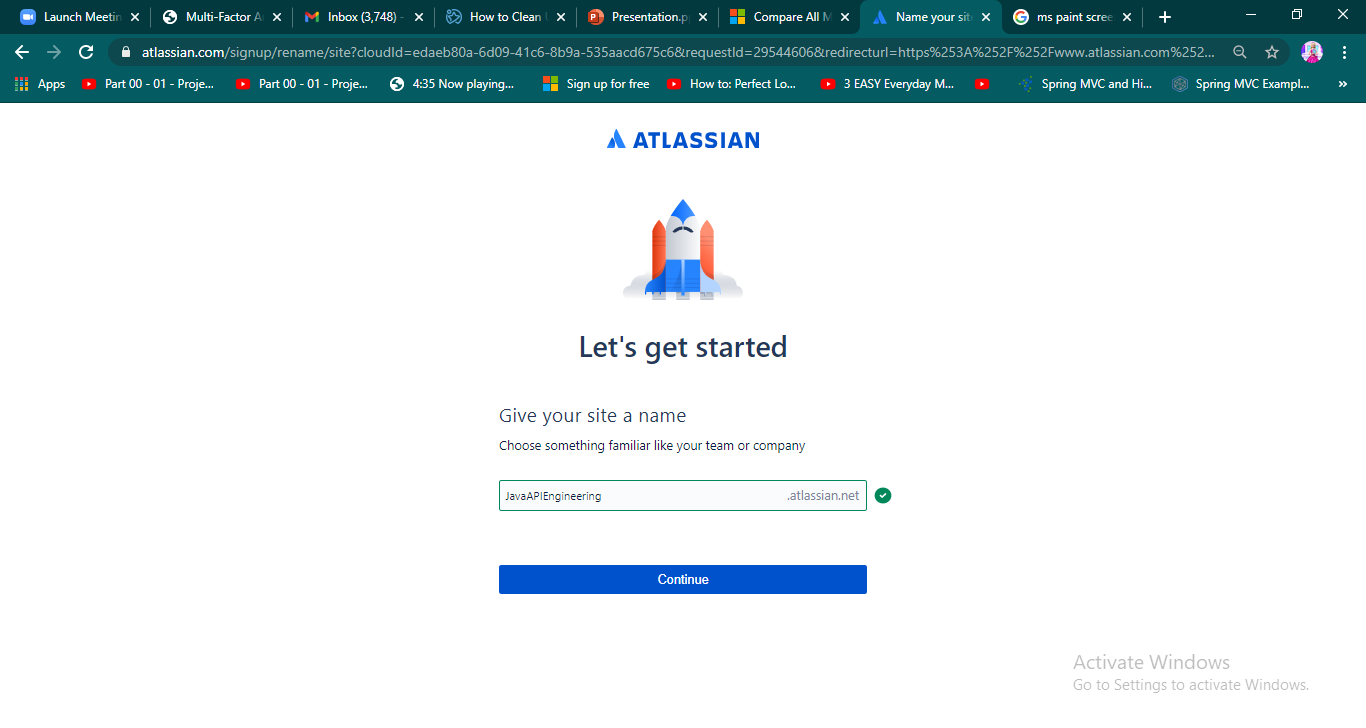 Launch Meetin
Multi-Factor A
Inbox (3,748) -
How to Clean
Presentation.p
Compare All M
Name your sit
ms paint scree
atlassian.com/signup/rename/site?cloudId=edaeb80a-6d09-41c6-8b9a-535aacd675c6&requestId=29544606&redirecturl=https%253A%252F%252Fwww.atlassian.com%252...
Apps
Part 00 - 01 - Proje...
Part 00 - 01 - Proje...
4:35 Now playing...
Sign up for free
How to: Perfect Lo...
3 EASY Everyday M...
Spring MVC and Hi...
Spring MVC Exampl...
»
ATLASSIAN
Let's get started
Give your site a name
Choose something familiar like your team or company
JavaAPIEngineering .atlassian.net
Continue
Activate Windows
Go to Settings to activate Windows.